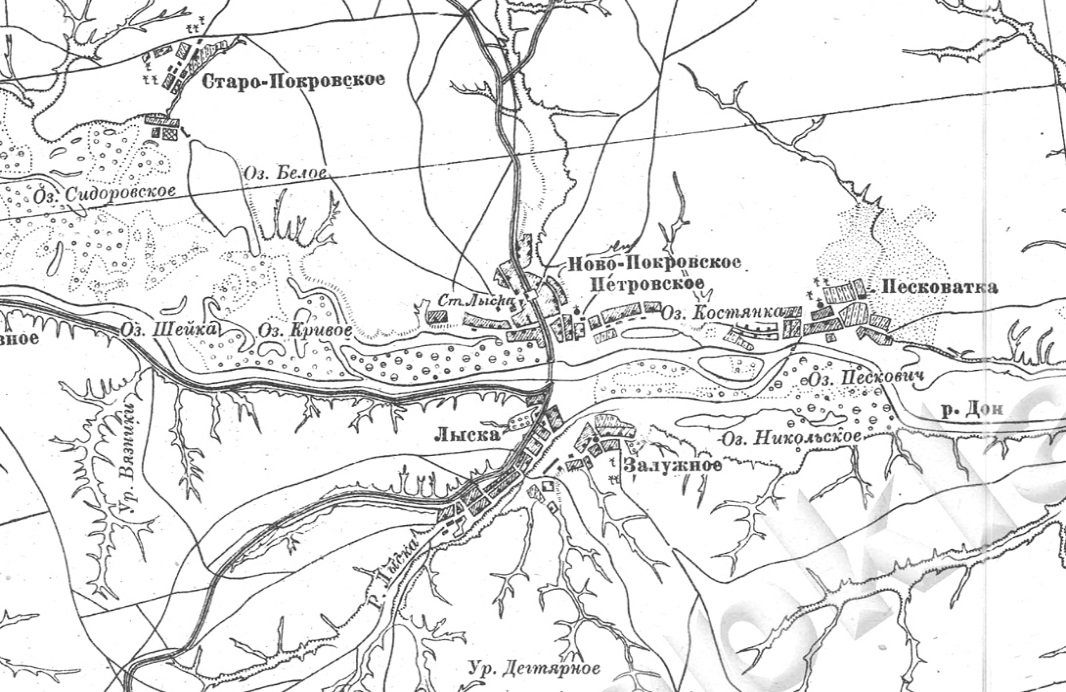 Старо-Покровское
Оз. Белое
Оз. Сидоровское
Ново-Покровское
Петровское
Песковатка
Ст. Лыска
Оз. Костянка
Оз. Шейка
Оз. Кривое
вное
Оз. Пескович
р. Дон
Ур. Вязники
Лыска
Оз. Никольское
Залужное
р. Лыска
Ур. Дегтярное